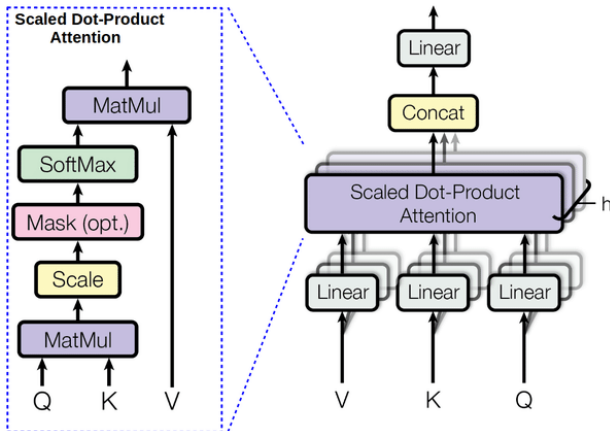 Scaled Dot-Product
Attention
MatMul
SoftMax
Mask (opt.)
Scale
MatMul
Q K V
Linear
Concat
Scaled Dot-Product
Attention
h
Linear Linear Linear
V K Q